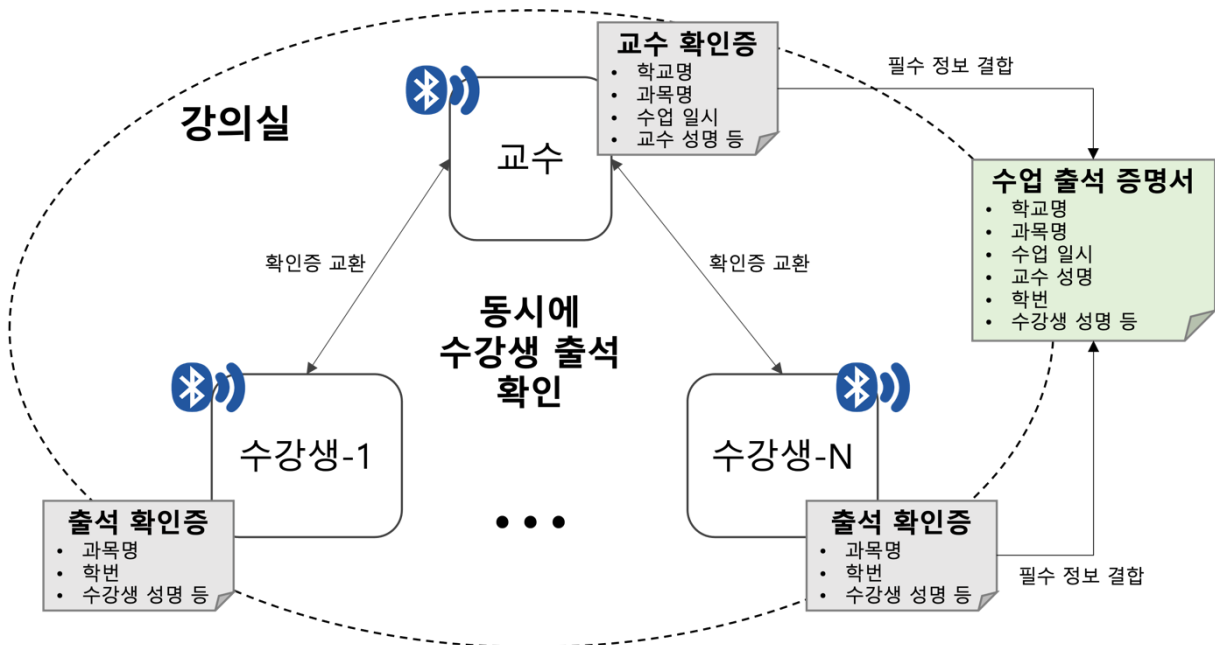 교수 확인증
• 학교명
• 과목명
• 수업 일시
• 교수 성명 등
필수 정보 결합
강의실
교수
수업 출석 증명서
• 학교명
• 과목명
• 수업 일시
• 교수 성명
• 학번
• 수강생 성명 등
확인증 교환
확인증 교환
동시에
수강생 출석
확인
수강생-1
수강생-N
출석 확인증
• 과목명
• 학번
• 수강생 성명 등
•••
출석 확인증
• 과목명
• 학번
• 수강생 성명 등
필수 정보 결합